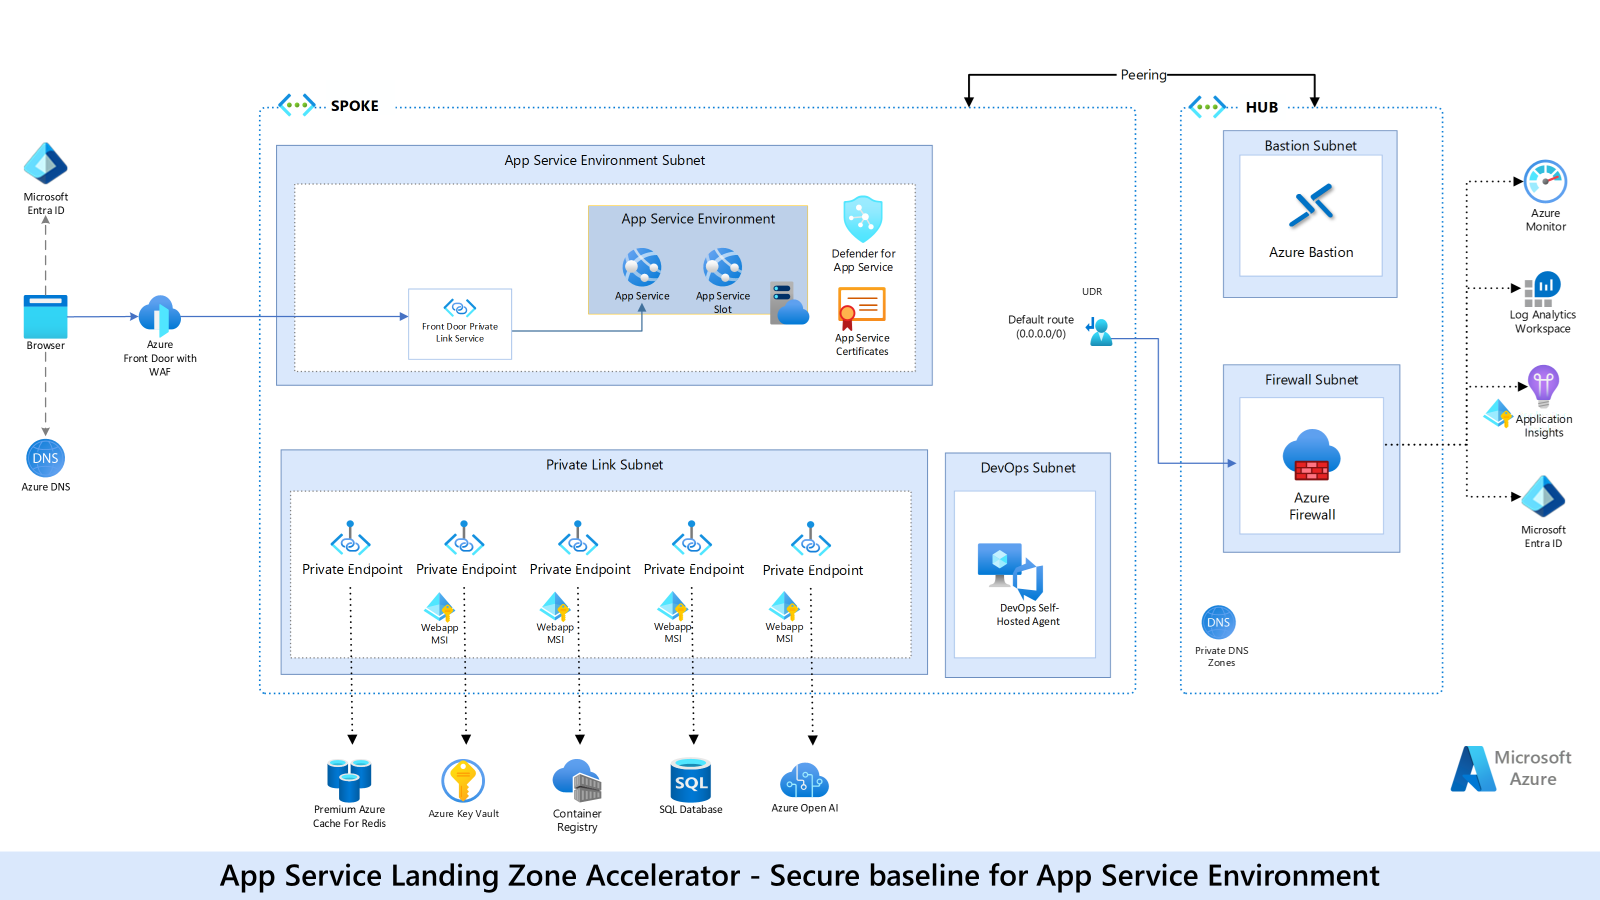 Peering
SPOKE
HUB
Microsoft
Entra ID
Browser
Azure
Front Door with
WAF
DNS
Azure DNS
App Service Environment Subnet
App Service Environment
App Service
App Service
Slot
Defender for
App Service
App Service
Certificates
Front Door Private
Link Service
UDR
Default route
(0.0.0.0/0)
Bastion Subnet
Azure Bastion
Firewall Subnet
Azure
Firewall
DNS
Private DNS
Zones
Azure
Monitor
Log Analytics
Workspace
Application
Insights
Microsoft
Entra ID
Private Link Subnet
Private Endpoint
Private Endpoint
Private Endpoint
Private Endpoint
Private Endpoint
Webapp
MSI
Webapp
MSI
Webapp
MSI
Webapp
MSI
DevOps Subnet
DevOps Self-
Hosted Agent
Premium Azure
Cache For Redis
Azure Key Vault
Container
Registry
SQL
SQL Database
Azure Open AI
Microsoft
Azure
App Service Landing Zone Accelerator - Secure baseline for App Service Environment